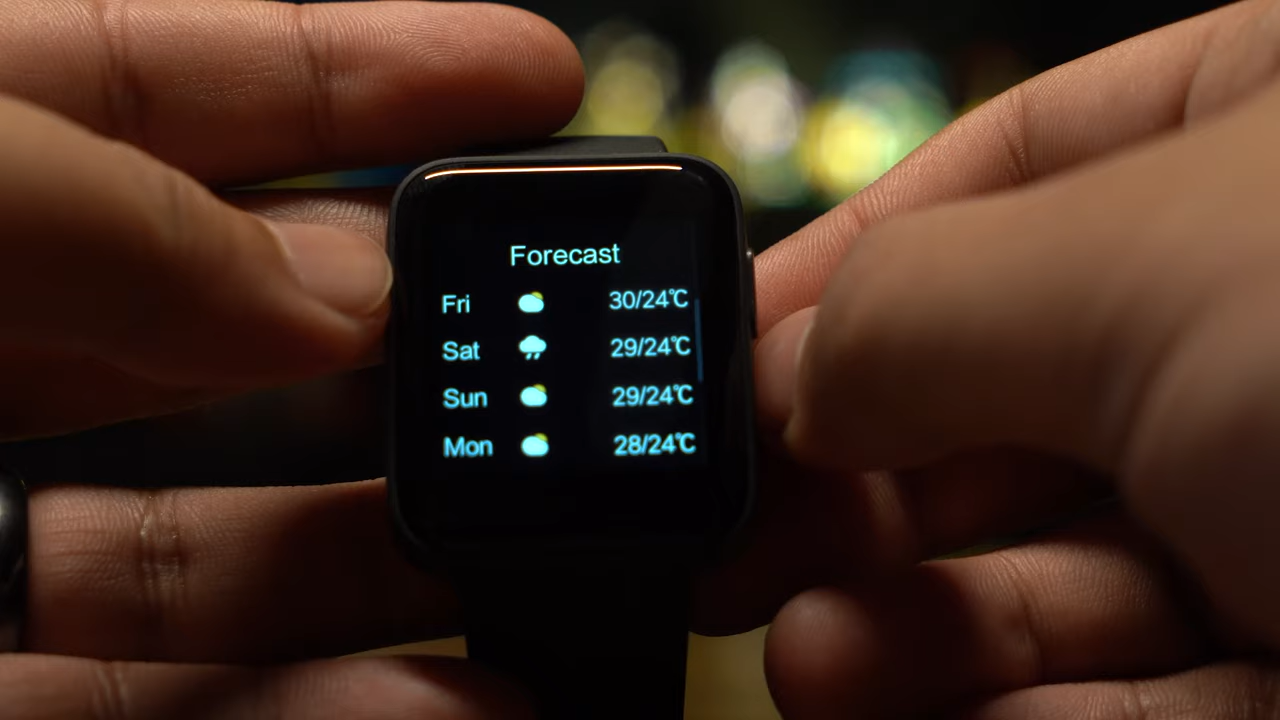 Forecast
Fri 30/24℃
Sat 29/24℃
Sun 29/24℃
Mon 28/24℃